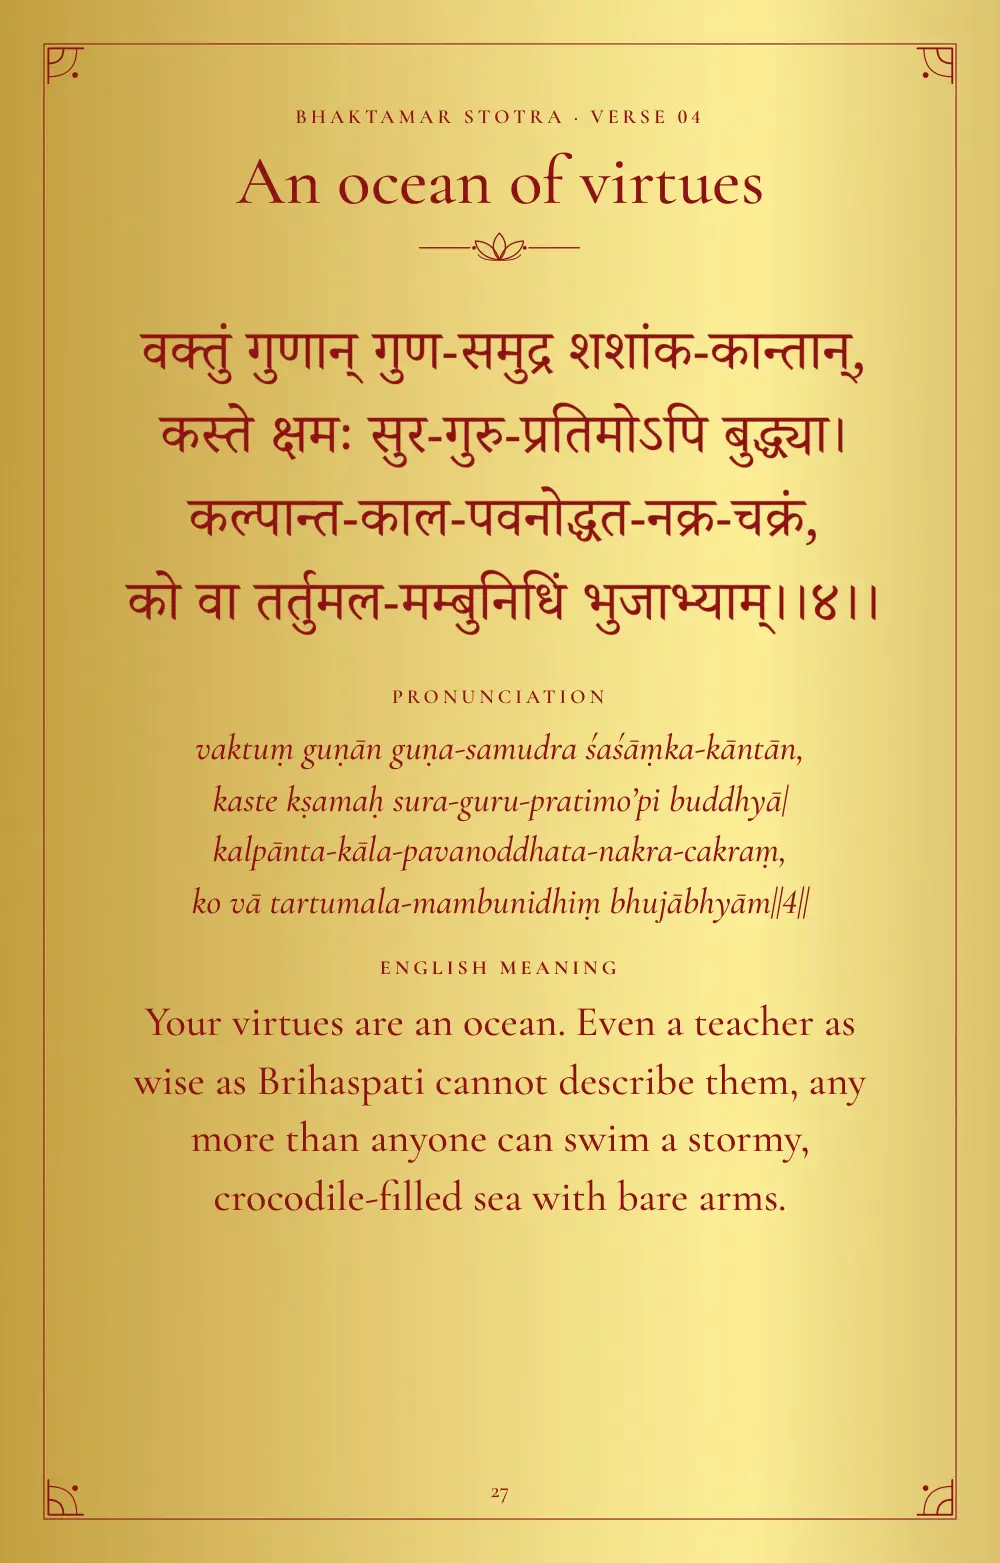 BHAKTAMAR STOTRA · VERSE 04
An ocean of virtues
वक्तुं गुणान् गुण-समुद्र शशांक-कान्तान्,
कस्ते क्षमः सुर-गुरु-प्रतिमोऽपि बुद्ध्या।
कल्पान्त-काल-पवनोद्धत-नक्र-चक्रं,
को वा तर्तुमल-मम्बुनिधिं भुजाभ्याम्।।४।।
PRONUNCIATION
vaktuṃ guṇān guṇa-samudra śaśāṃka-kāntān,
kaste kṣamaḥ sura-guru-pratimo’pi buddhyā|
kalpānta-kāla-pavanoddhata-nakra-cakraṃ,
ko vā tartumala-mambunidhiṃ bhujābhyām||4||
ENGLISH MEANING
Your virtues are an ocean. Even a teacher as
wise as Brihaspati cannot describe them, any
more than anyone can swim a stormy,
crocodile-filled sea with bare arms.
27